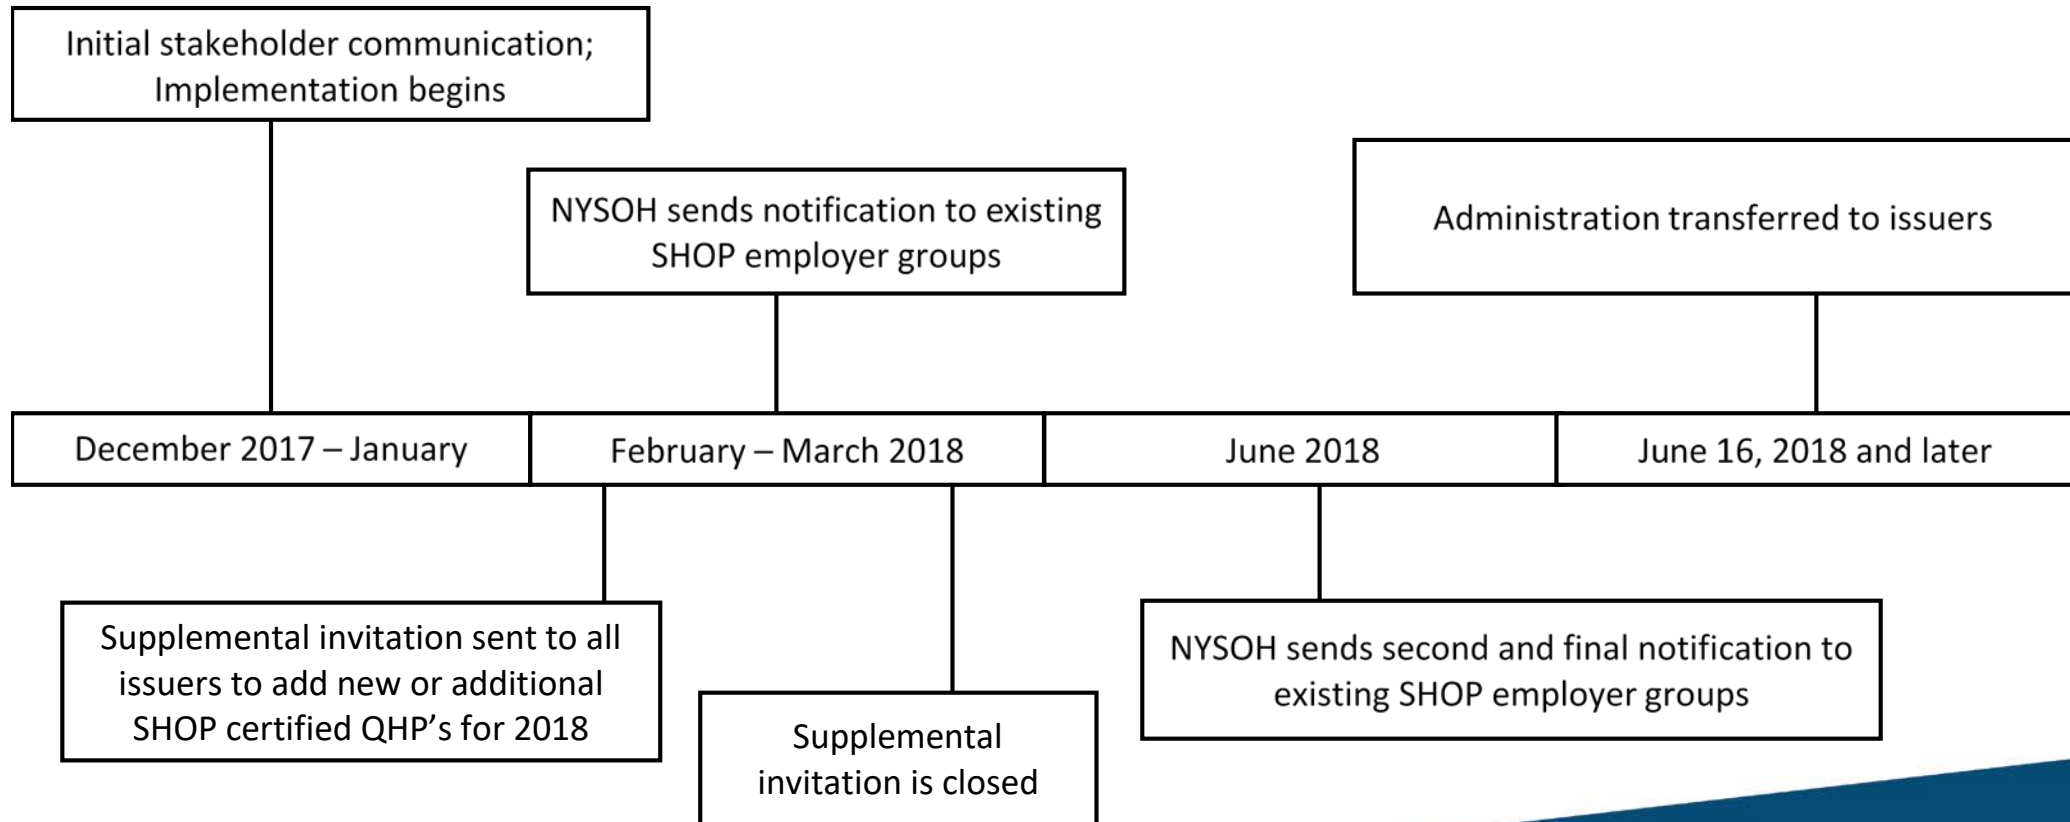 Initial stakeholder communication;
Implementation begins
NYSOH sends notification to existing
SHOP employer groups
Administration transferred to issuers
December 2017 – January
February – March 2018
June 2018
June 16, 2018 and later
Supplemental invitation sent to all
issuers to add new or additional
SHOP certified QHP's for 2018
Supplemental
invitation is closed
NYSOH sends second and final notification to
existing SHOP employer groups